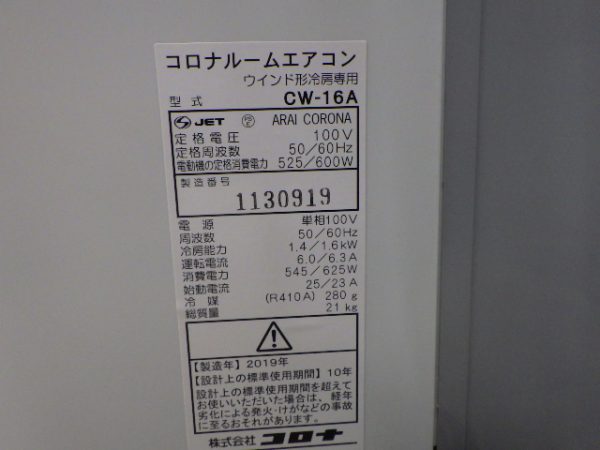 コロナルームエアコン
ウインド形冷房専用
型式 CW-16A
JET PSE ARAI CORONA
定格電圧 100V
定格周波数 50/60Hz
電動機の定格消費電力 525/600W
製造番号
1130919
電源 単相100V
周波数 50/60Hz
冷房能力 1.4/1.6kW
運転電流 6.0/6.3A
消費電力 545/625W
始動電流 25/23A
冷媒 (R410A) 280g
総質量 21kg
【製造年】2019年
【設計上の標準使用期間】10年
設計上の標準使用期間を超えて
お使いいただいた場合は、経年
劣化による発火・けがなどの事故
に至るおそれがあります。
株式会社 コロナ